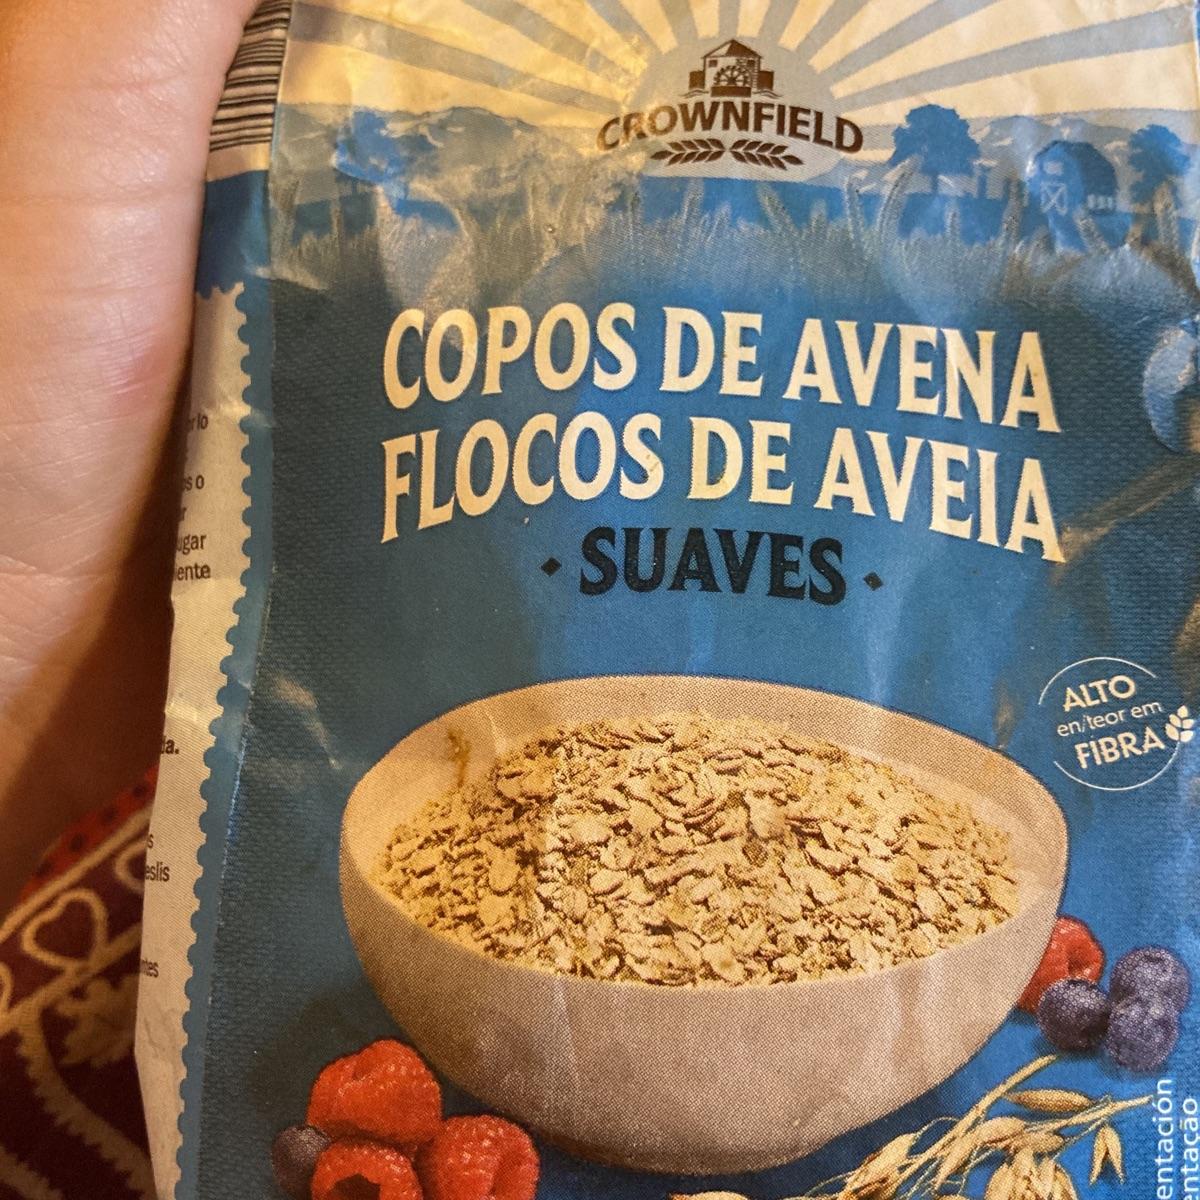 CROWNFIELD
COPOS DE AVENA
FLOCOS DE AVEIA
SUAVES
ALTO
en/teor em
FIBRA